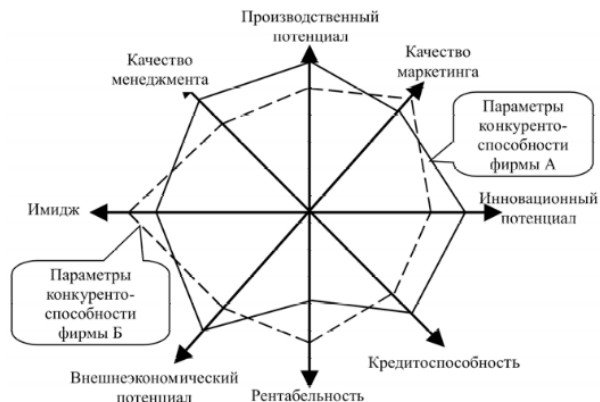 Производственный
потенциал
Качество
менеджмента
Качество
маркетинга
Параметры
конкуренто-
способности
фирмы А
Инновационный
потенциал
Имидж
Параметры
конкуренто-
способности
фирмы Б
Кредитоспособность
Внешнеэкономический
потенциал
Рентабельность